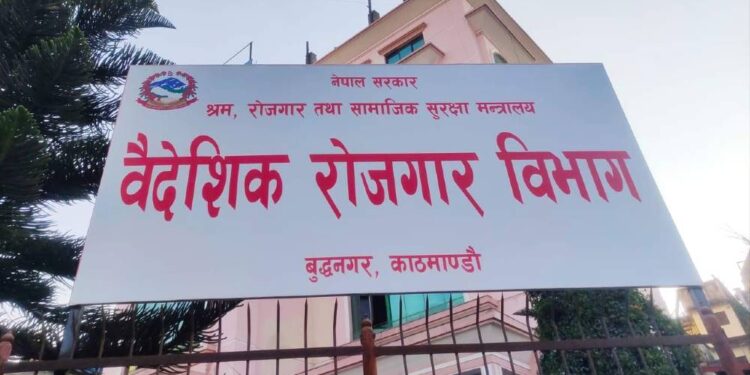 नेपाल सरकार
श्रम, रोजगार तथा सामाजिक सुरक्षा मन्त्रालय
वैदेशिक रोजगार विभाग
बुद्धनगर, काठमाण्डौ